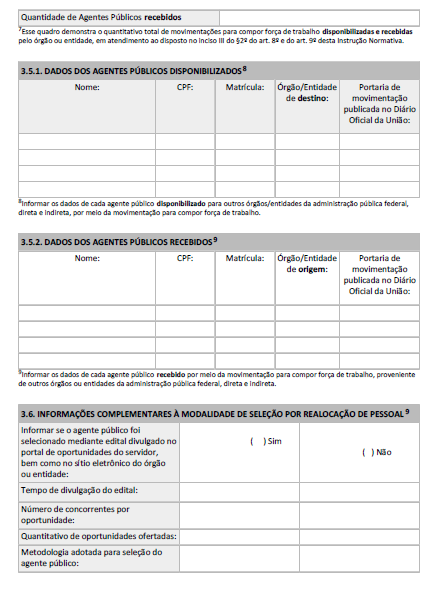 Quantidade de Agentes Públicos recebidos
7Esse quadro demonstra o quantitativo total de movimentações para compor força de trabalho disponibilizadas e recebidas
pelo órgão ou entidade, em atendimento ao disposto no inciso III do §2º do art. 8º e do art. 9º desta Instrução Normativa.
3.5.1. DADOS DOS AGENTES PÚBLICOS DISPONIBILIZADOS8
Nome: CPF: Matrícula: Órgão/Entidade Portaria de
de destino: movimentação
publicada no Diário
Oficial da União:
8Informar os dados de cada agente público disponibilizado para outros órgãos/entidades da administração pública federal,
direta e indireta, por meio da movimentação para compor força de trabalho.
3.5.2. DADOS DOS AGENTES PÚBLICOS RECEBIDOS9
Nome: CPF: Matrícula: Órgão/Entidade Portaria de
de origem: movimentação
publicada no Diário
Oficial da União:
9Informar os dados de cada agente público recebido por meio da movimentação para compor força de trabalho, proveniente
de outros órgãos ou entidades da administração pública federal, direta e indireta.
3.6. INFORMAÇÕES COMPLEMENTARES À MODALIDADE DE SELEÇÃO POR REALOCAÇÃO DE PESSOAL9
Informar se o agente público foi
selecionado mediante edital divulgado no ( ) Sim
portal de oportunidades do servidor, ( ) Não
bem como no sítio eletrônico do órgão
ou entidade:
Tempo de divulgação do edital:
Número de concorrentes por
oportunidade:
Quantitativo de oportunidades ofertadas:
Metodologia adotada para seleção do
agente público: